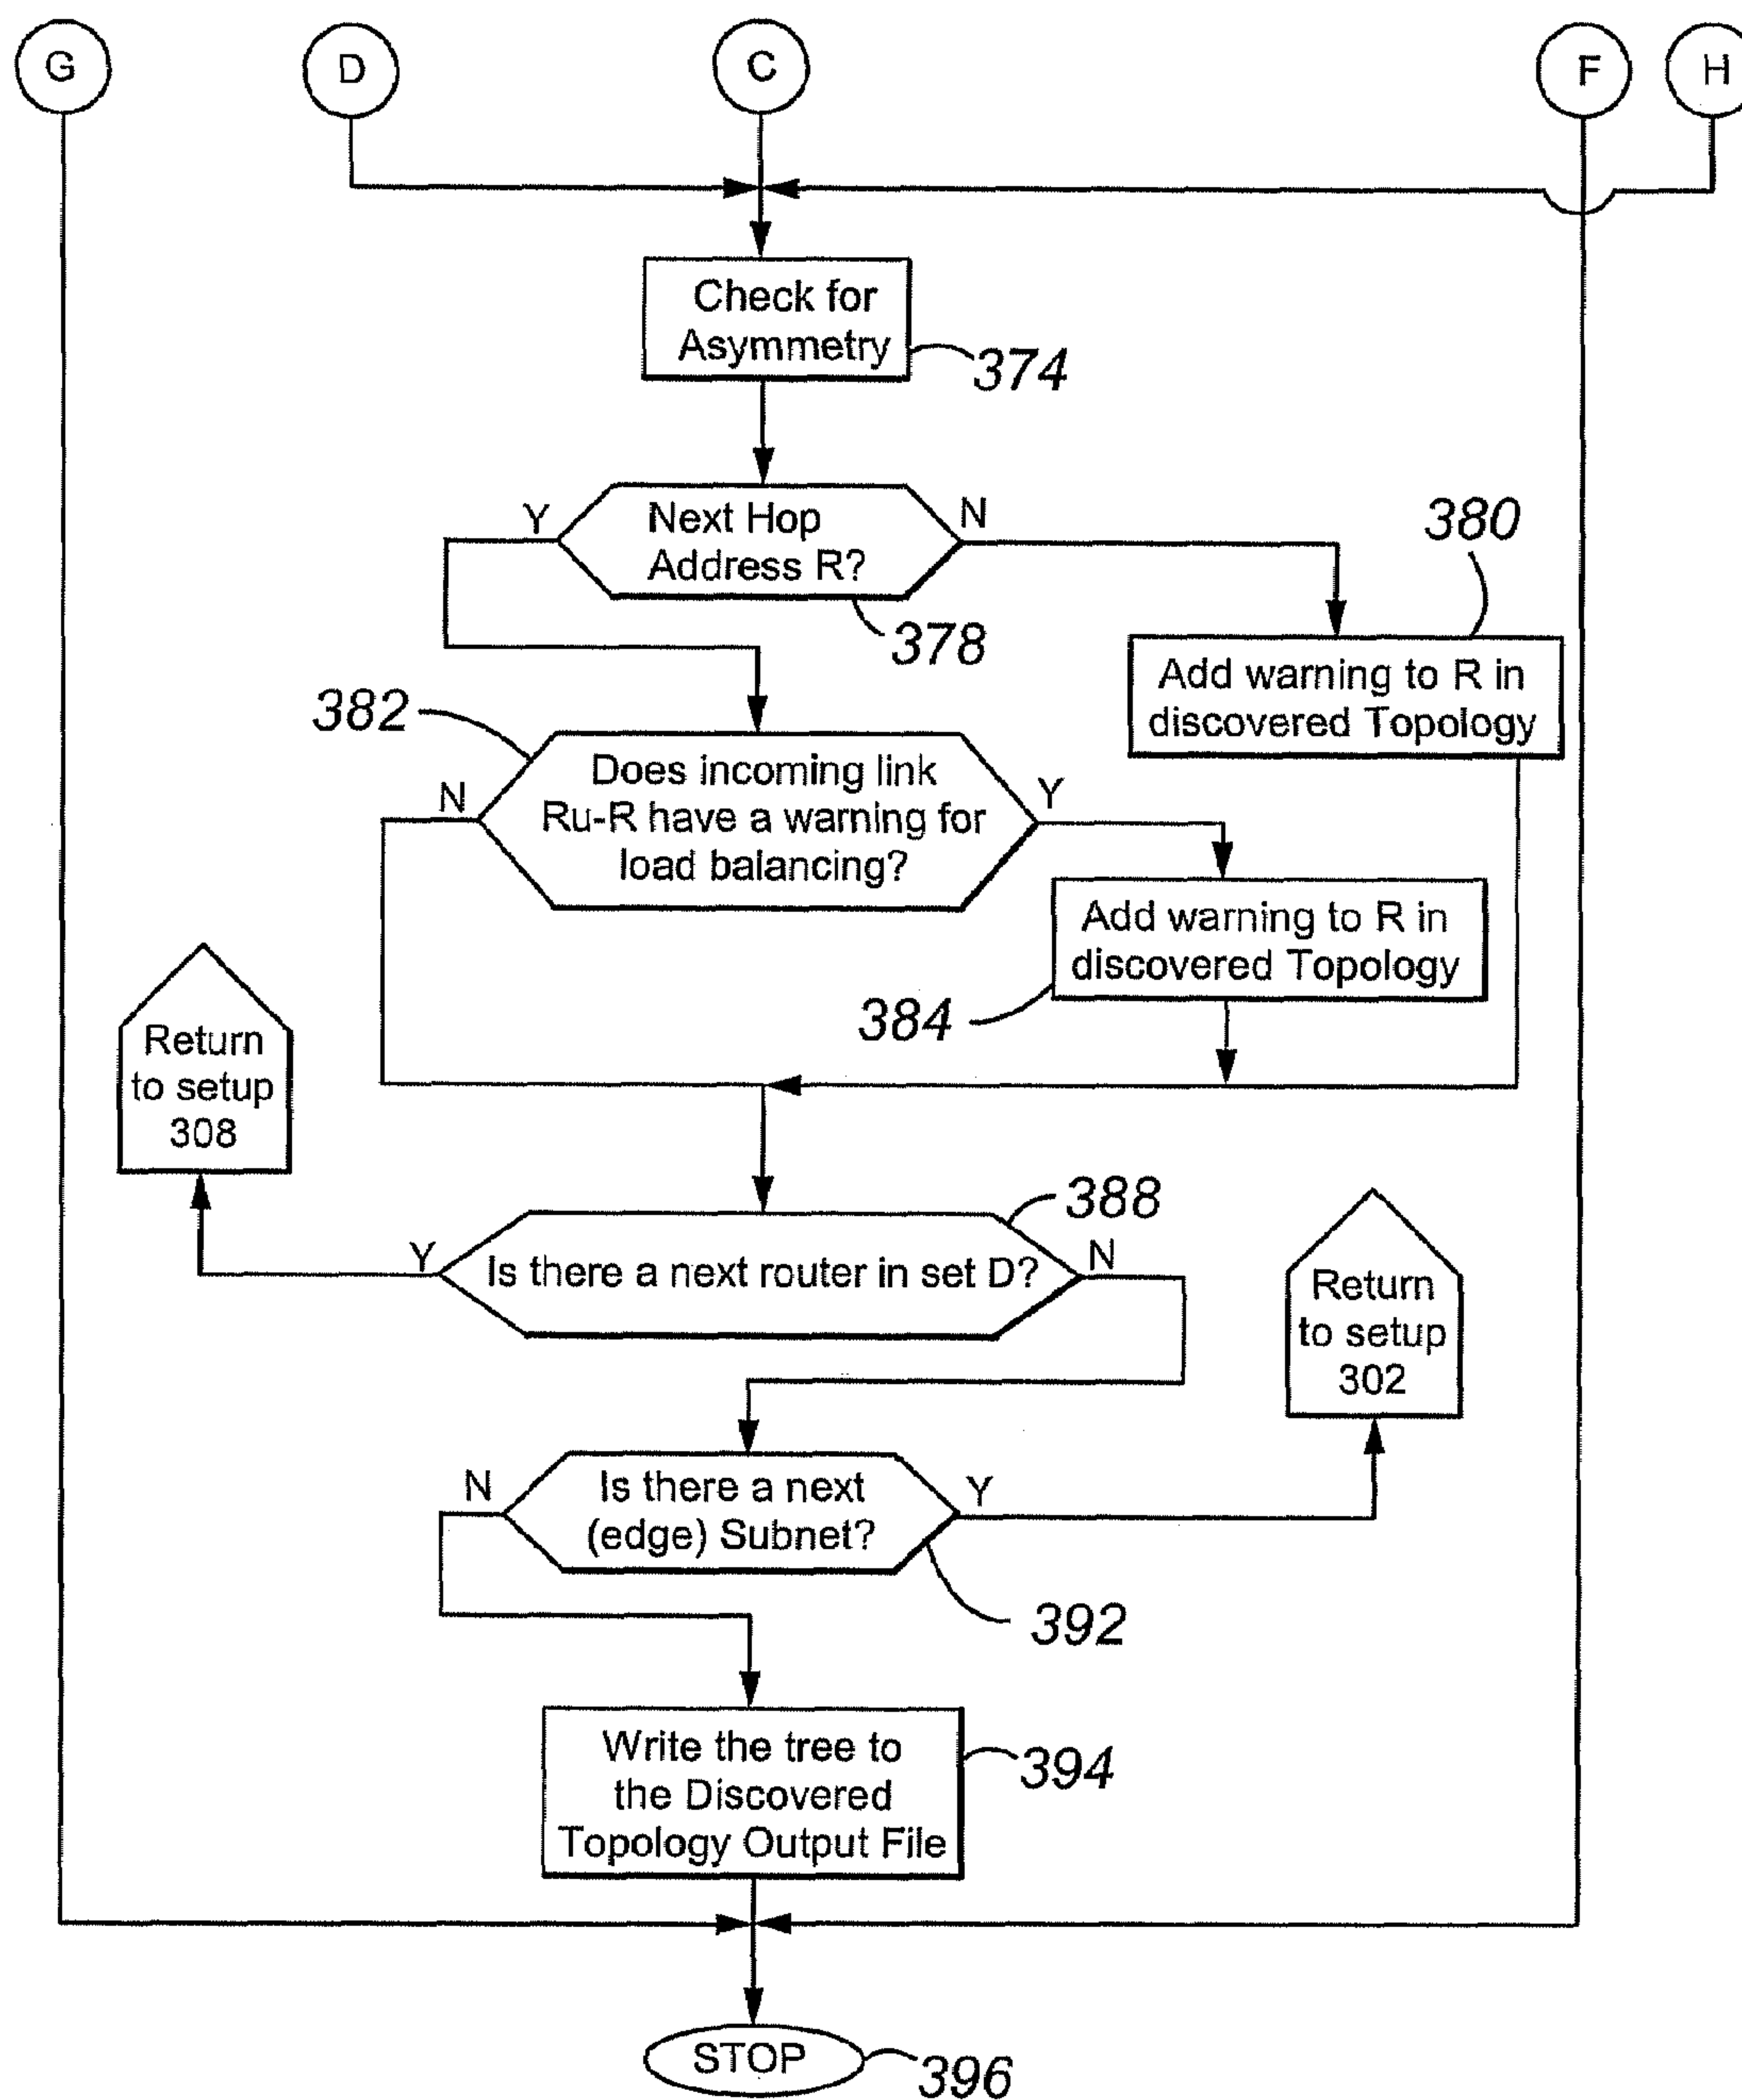 G
D
C
F
H
Check for
Asymmetry
374
Y
Next Hop
Address R?
N
378
380
Add warning to R in
discovered Topology
382
N
Does incoming link
Ru-R have a warning for
load balancing?
Y
Add warning to R in
discovered Topology
384
Return
to setup
308
388
Y
Is there a next router in set D?
N
Return
to setup
302
N
Is there a next
(edge) Subnet?
Y
392
Write the tree to
the Discovered
Topology Output File
394
STOP
396